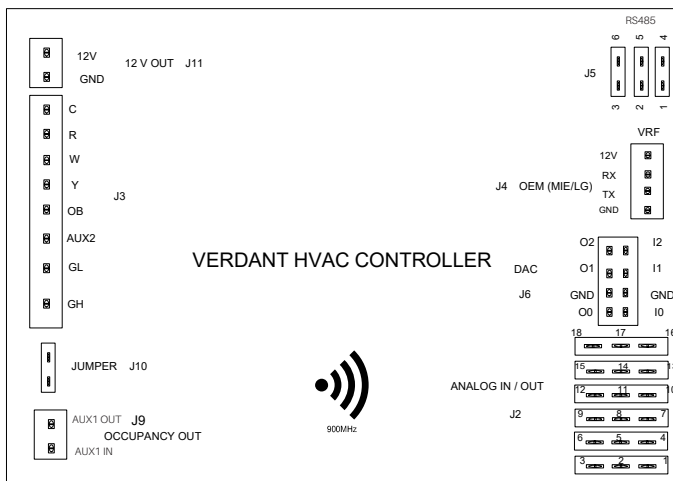 RS485
6 5 4
12V
12 V OUT J11
GND
J5
3 2 1
C
R
W
Y
J3
OB
AUX2
GL
GH
VRF
12V
RX
J4 OEM (MIE/LG)
TX
GND
VERDANT HVAC CONTROLLER
O2 I2
DAC O1 I1
J6 GND GND
O0 I0
18 17 16
15 14 13
12 11 10
9 8 7
6 5 4
3 2 1
JUMPER J10
ANALOG IN / OUT
J2
AUX1 OUT J9
OCCUPANCY OUT
AUX1 IN
900MHz